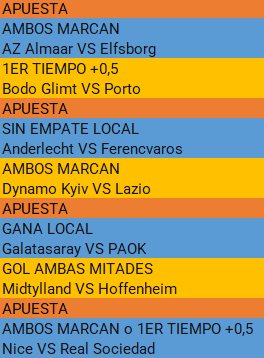 APUESTA
AMBOS MARCAN
AZ Almaar VS Elfsborg
1ER TIEMPO +0,5
Bodo Glimt VS Porto
APUESTA
SIN EMPATE LOCAL
Anderlecht VS Ferencvaros
AMBOS MARCAN
Dynamo Kyiv VS Lazio
APUESTA
GANA LOCAL
Galatasaray VS PAOK
GOL AMBAS MITADES
Midtylland VS Hoffenheim
APUESTA
AMBOS MARCAN o 1ER TIEMPO +0,5
Nice VS Real Sociedad